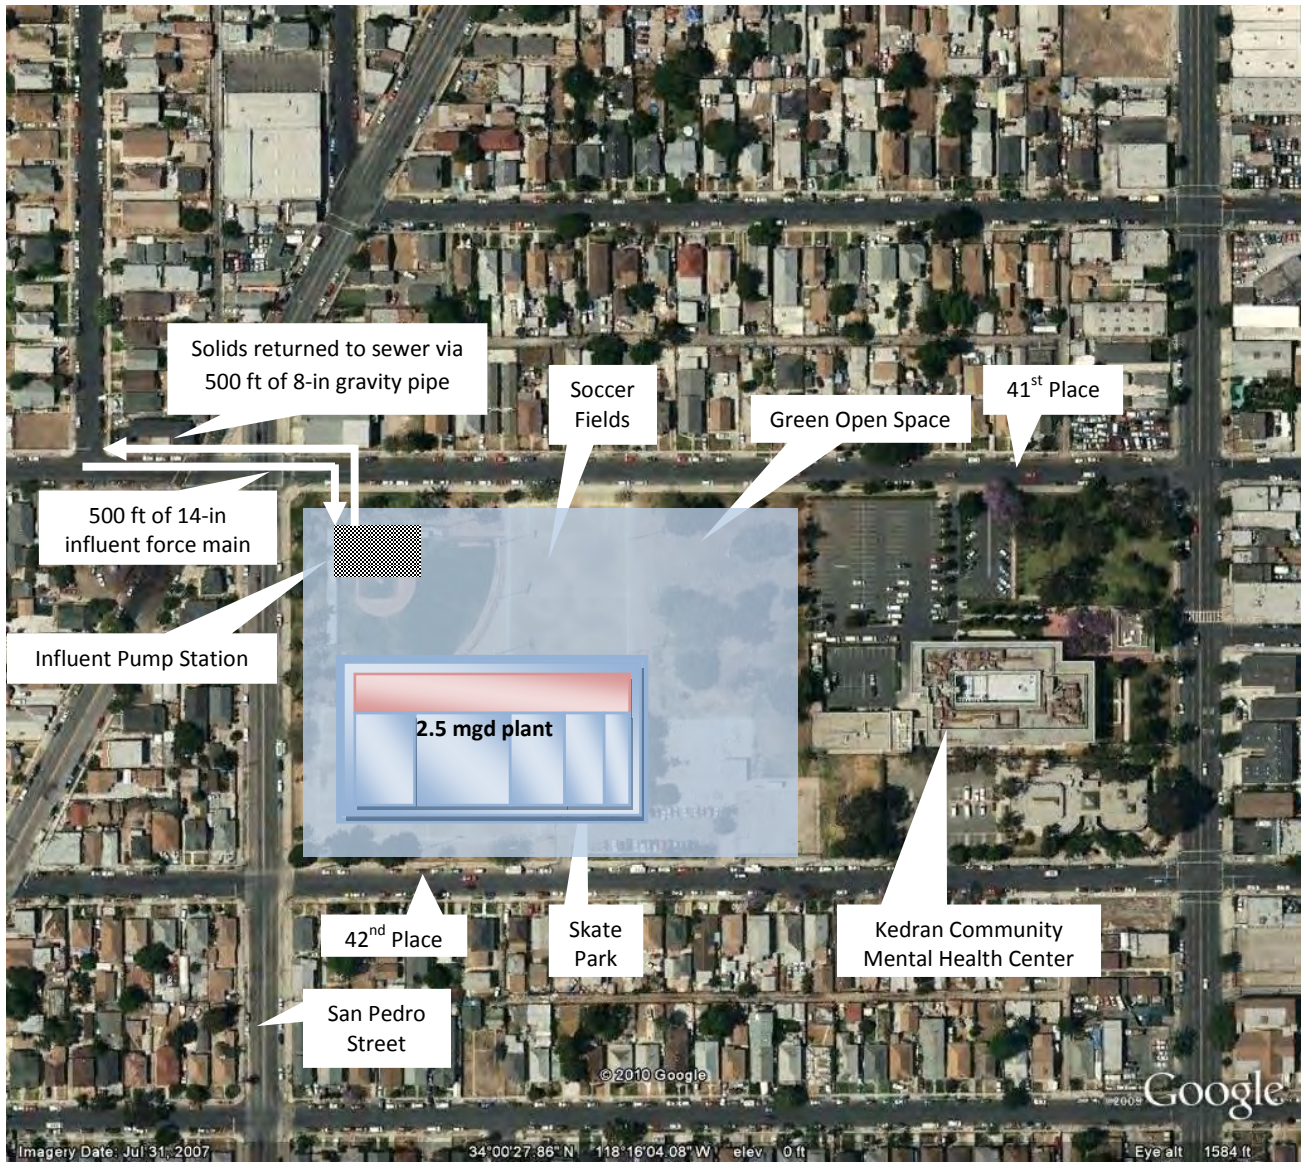 Solids returned to sewer via
500 ft of 8-in gravity pipe
Soccer
Fields
Green Open Space
41st Place
500 ft of 14-in
influent force main
Influent Pump Station
2.5 mgd plant
42nd Place
Skate
Park
Kedran Community
Mental Health Center
San Pedro
Street
© 2010 Google
©2009 Google
Imagery Date: Jul 31, 2007
34°00'27.86" N 118°16'04.08" W elev 0 ft
Eye alt 1584 ft